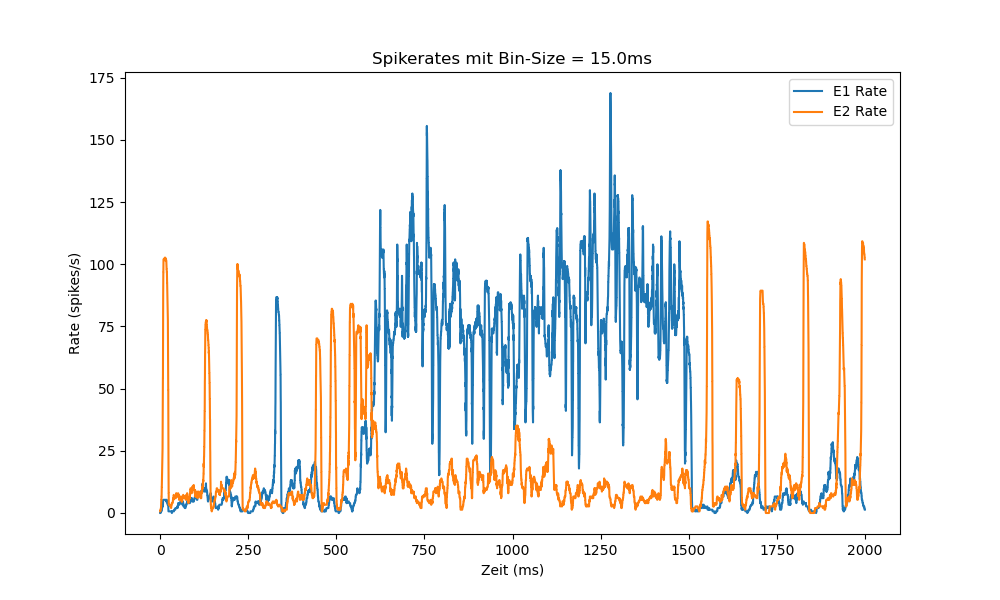 Spikerates mit Bin-Size = 15.0ms
E1 Rate
E2 Rate
175
150
125
100
75
50
25
0
Rate (spikes/s)
0 250 500 750 1000 1250 1500 1750 2000
Zeit (ms)